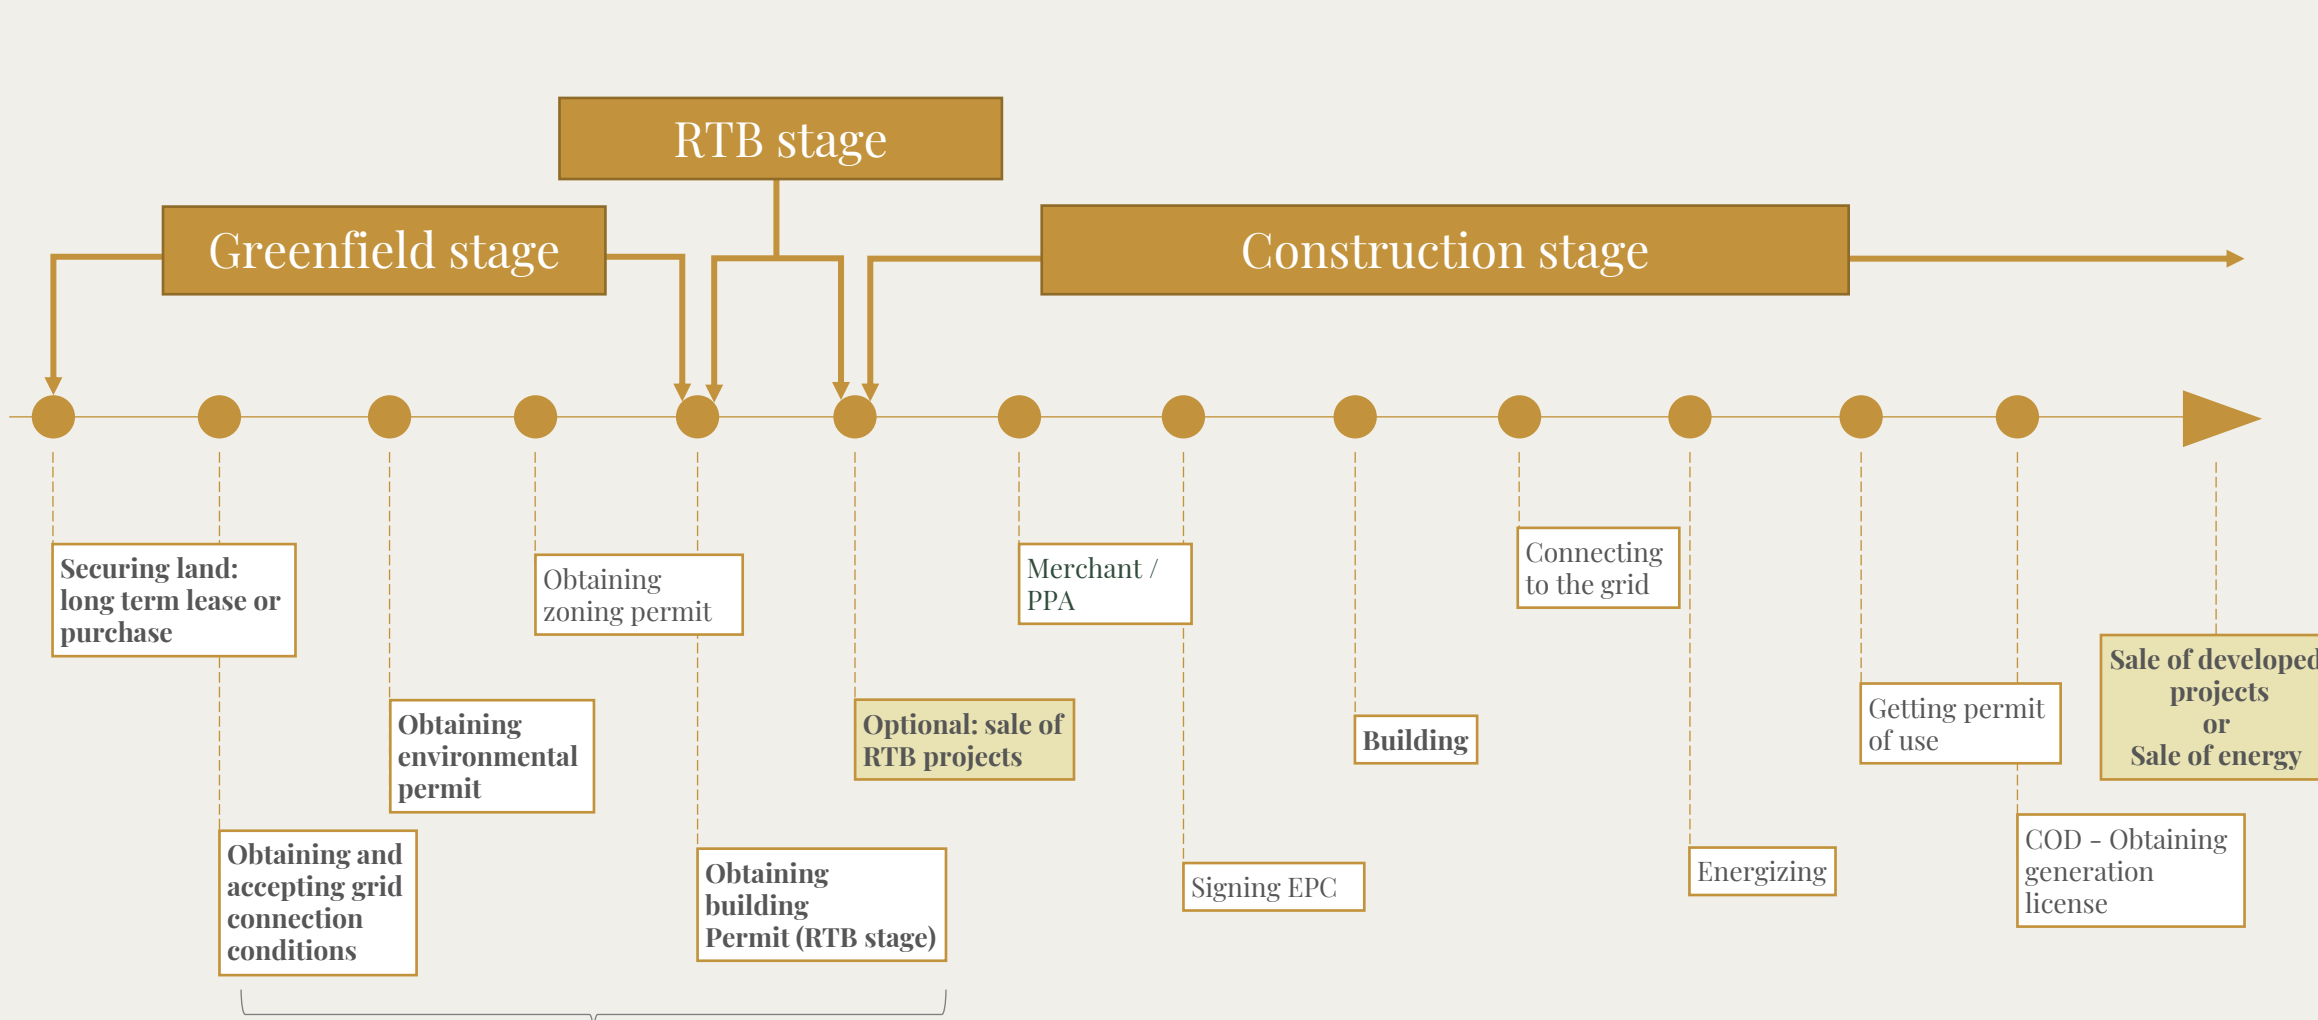 RTB stage
Greenfield stage
Construction stage
Securing land:
long term lease or
purchase
Obtaining and
accepting grid
connection
conditions
Obtaining
environmental
permit
Obtaining
zoning permit
Obtaining
building
Permit (RTB stage)
Optional: sale of
RTB projects
Merchant /
PPA
Signing EPC
Building
Connecting
to the grid
Energizing
Getting permit
of use
COD - Obtaining
generation
license
Sale of developed
projects
or
Sale of energy